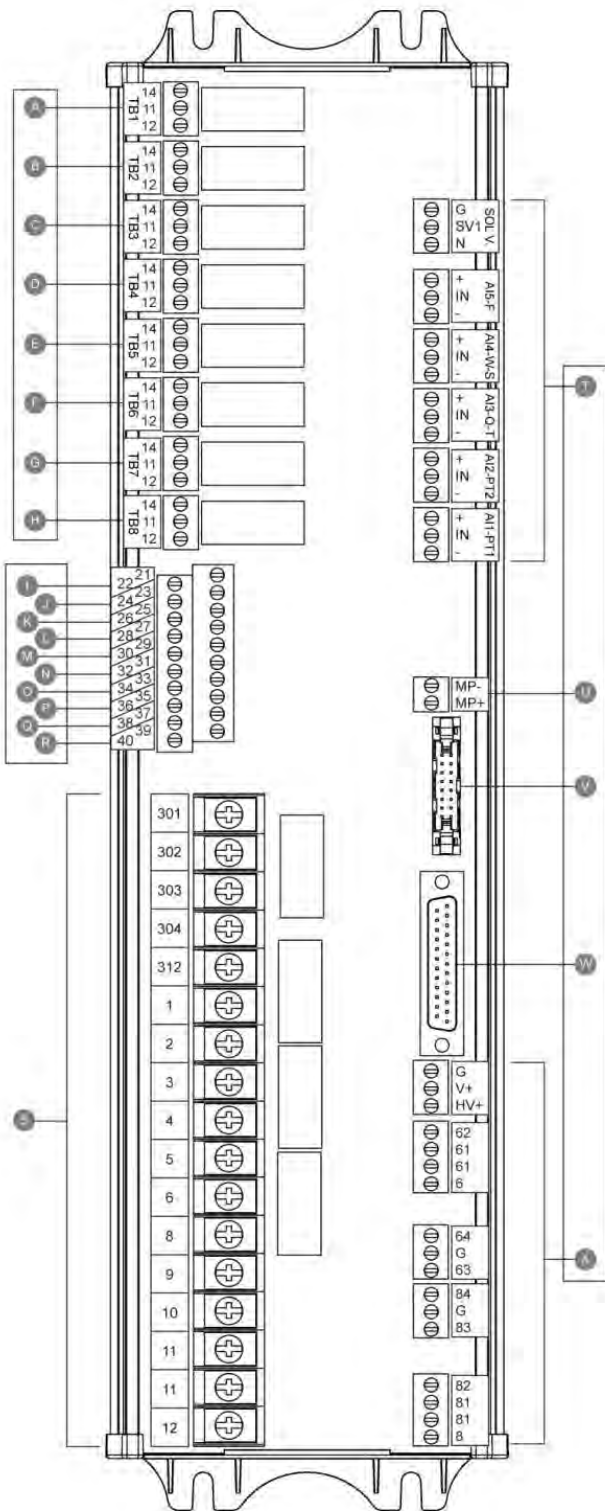 A
TB1
14
11
12
B
TB2
14
11
12
C
TB3
14
11
12
D
TB4
14
11
12
E
TB5
14
11
12
F
TB6
14
11
12
G
TB7
14
11
12
H
TB8
14
11
12
I
J
K
L
M
N
O
P
Q
R
21
22
23
24
25
26
27
28
29
30
31
32
33
34
35
36
37
38
39
40
301
302
303
304
312
1
2
3
4
5
6
8
9
10
11
11
12
G
SV1
N
SOL V.
+
IN
-
AI5-F
+
IN
-
AI4-W-S
+
IN
-
AI3-Q-T
+
IN
-
AI2-PT2
+
IN
-
AI1-PT1
T
MP-
MP+
U
V
W
G
V+
HV+
62
61
61
6
64
G
63
84
G
83
82
81
81
8